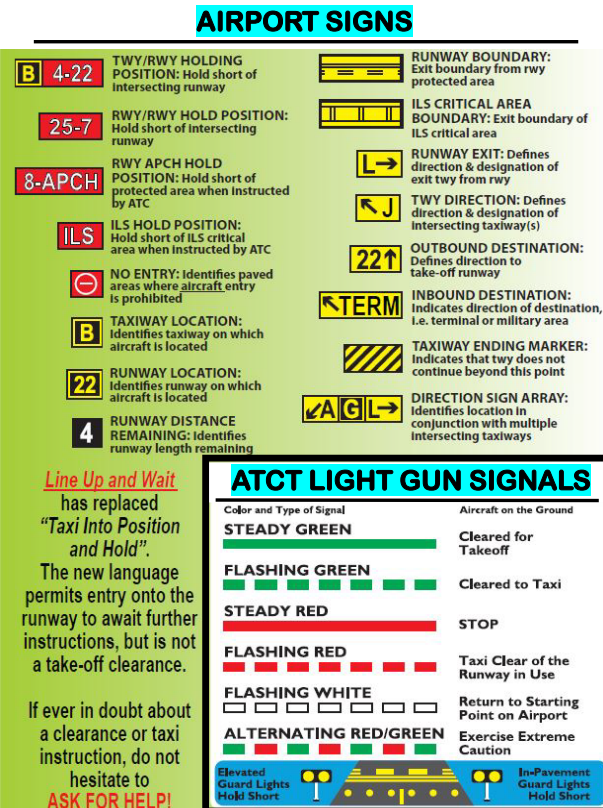 AIRPORT SIGNS
B 4-22
TWY/RWY HOLDING
POSITION: Hold short of
intersecting runway
25-7
RWY/RWY HOLD POSITION:
Hold short of intersecting
runway
8-APCH
RWY APCH HOLD
POSITION: Hold short of
protected area when instructed
by ATC
ILS
ILS HOLD POSITION:
Hold short of ILS critical
area when instructed by ATC
NO ENTRY: Identifies paved
areas where aircraft entry
is prohibited
B
TAXIWAY LOCATION:
Identifies taxiway on which
aircraft is located
22
RUNWAY LOCATION:
Identifies runway on which
aircraft is located
4
RUNWAY DISTANCE
REMAINING: Identifies
runway length remaining
RUNWAY BOUNDARY:
Exit boundary from rwy
protected area
ILS CRITICAL AREA
BOUNDARY: Exit boundary of
ILS critical area
L→
RUNWAY EXIT: Defines
direction & designation of
exit twy from rwy
↖J
TWY DIRECTION: Defines
direction & designation of
intersecting taxiway(s)
22↑
OUTBOUND DESTINATION:
Defines direction to
take-off runway
↖TERM
INBOUND DESTINATION:
Indicates direction of destination,
i.e. terminal or military area
TAXIWAY ENDING MARKER:
Indicates that twy does not
continue beyond this point
↙A G L→
DIRECTION SIGN ARRAY:
Identifies location in
conjunction with multiple
intersecting taxiways
Line Up and Wait
has replaced
“Taxi Into Position
and Hold”.
The new language
permits entry onto the
runway to await further
instructions, but is not
a take-off clearance.
If ever in doubt about
a clearance or taxi
instruction, do not
hesitate to
ASK FOR HELP!
ATCT LIGHT GUN SIGNALS
Color and Type of Signal
Aircraft on the Ground
STEADY GREEN
Cleared for
Takeoff
FLASHING GREEN
Cleared to Taxi
STEADY RED
STOP
FLASHING RED
Taxi Clear of the
Runway in Use
FLASHING WHITE
Return to Starting
Point on Airport
ALTERNATING RED/GREEN
Exercise Extreme
Caution
Elevated
Guard Lights
Hold Short
In-Pavement
Guard Lights
Hold Short